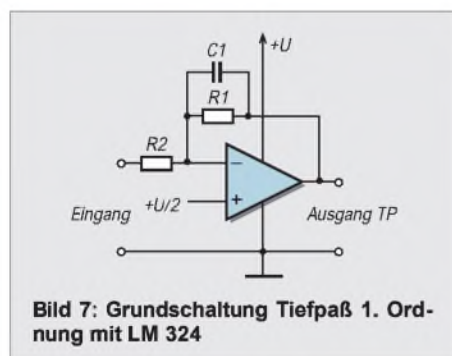 C1
+U
R1
R2
−
+
+U/2
Eingang
Ausgang TP
Bild 7: Grundschaltung Tiefpaß 1. Ord-
nung mit LM 324